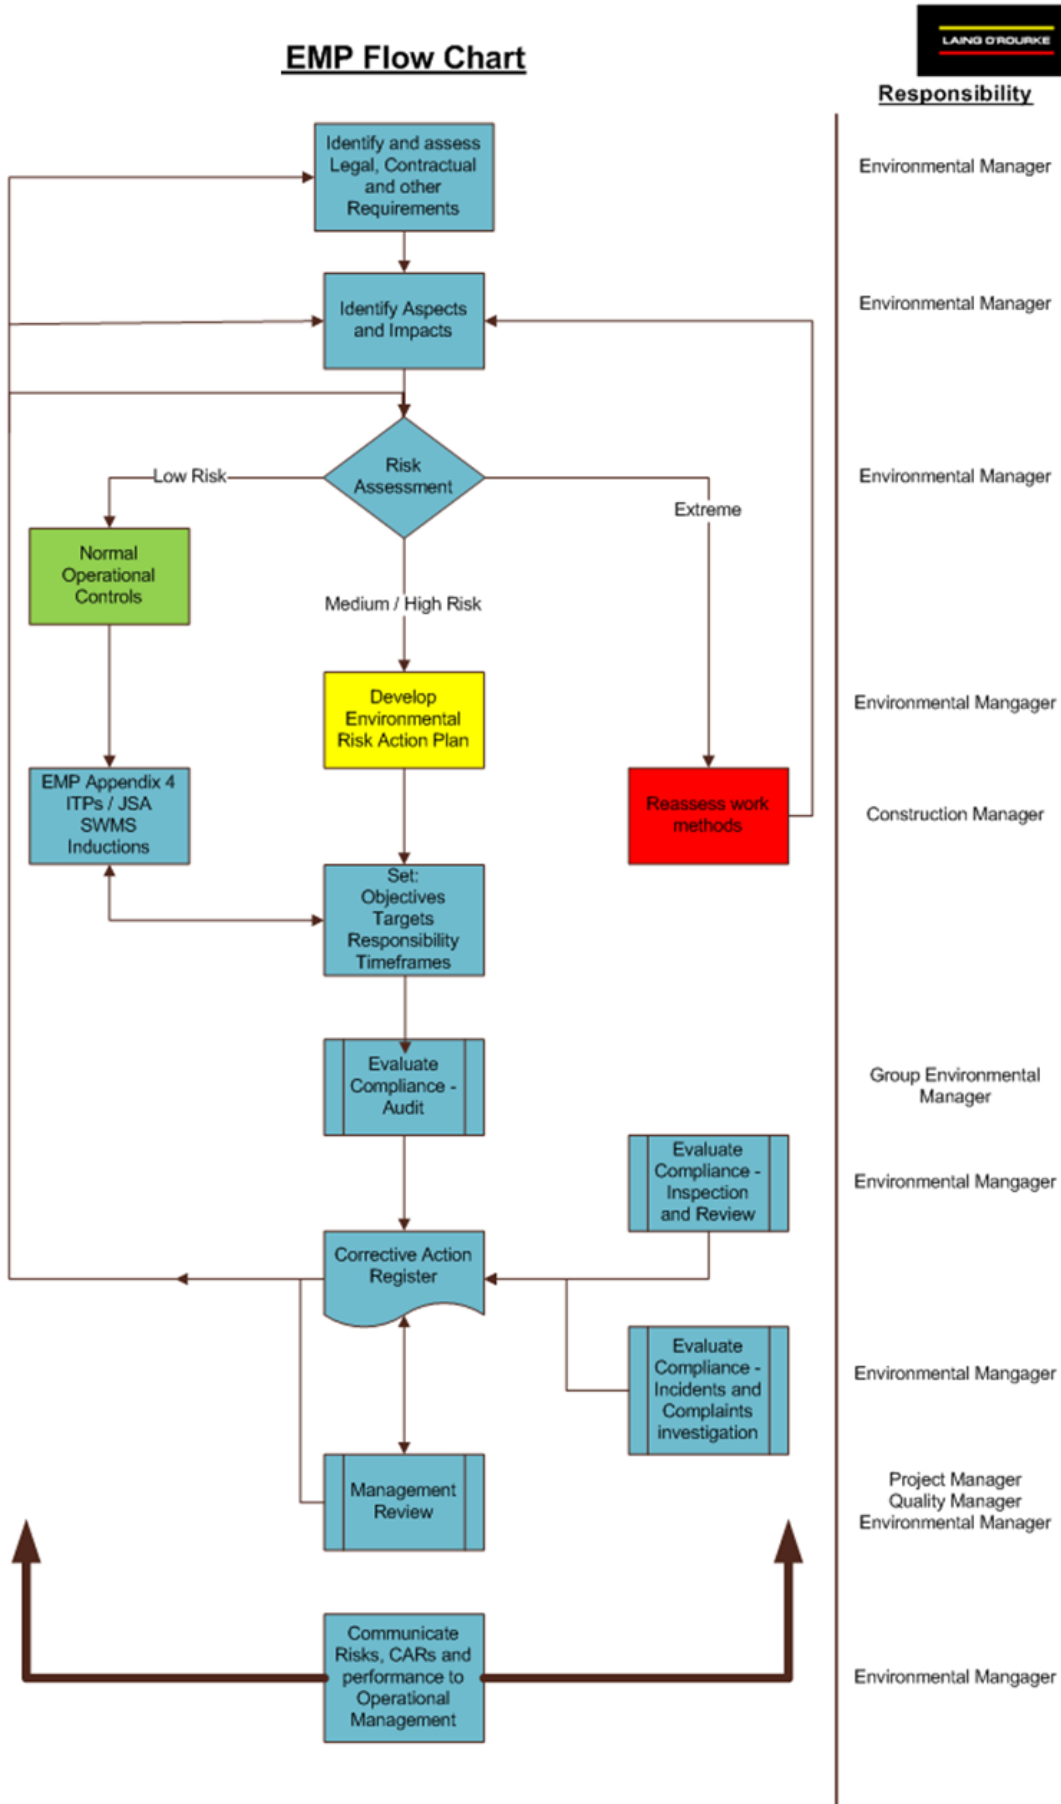 LAING O'ROURKE
EMP Flow Chart
Responsibility
Identify and assess
Legal, Contractual
and other
Requirements
Environmental Manager
Identify Aspects
and Impacts
Environmental Manager
Risk
Assessment
Low Risk
Environmental Manager
Extreme
Normal
Operational
Controls
Medium / High Risk
Develop
Environmental
Risk Action Plan
Environmental Mangager
EMP Appendix 4
ITPs / JSA
SWMS
Inductions
Reassess work
methods
Construction Manager
Set:
Objectives
Targets
Responsibility
Timeframes
Evaluate
Compliance -
Audit
Group Environmental
Manager
Evaluate
Compliance -
Inspection
and Review
Environmental Mangager
Corrective Action
Register
Evaluate
Compliance -
Incidents and
Complaints
investigation
Environmental Mangager
Management
Review
Project Manager
Quality Manager
Environmental Manager
Communicate
Risks, CARs and
performance to
Operational
Management
Environmental Mangager